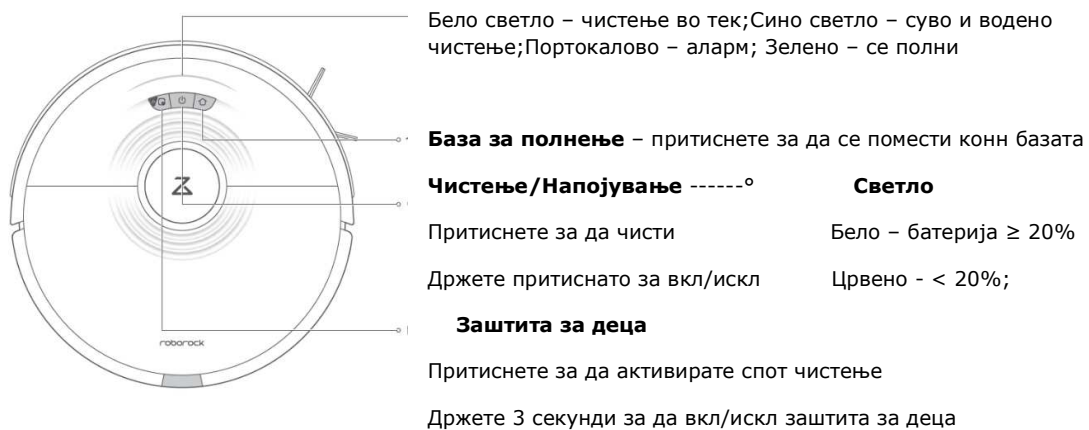 Бело светло – чистење во тек;Сино светло – суво и водено
чистење;Портокалово – аларм; Зелено – се полни
База за полнење – притиснете за да се помести конн базата
Чистење/Напојување ------° Светло
Притиснете за да чисти Бело – батерија ≥ 20%
Држете притиснато за вкл/искл Црвено - < 20%;
Заштита за деца
roborock
Притиснете за да активирате спот чистење
Држете 3 секунди за да вкл/искл заштита за деца